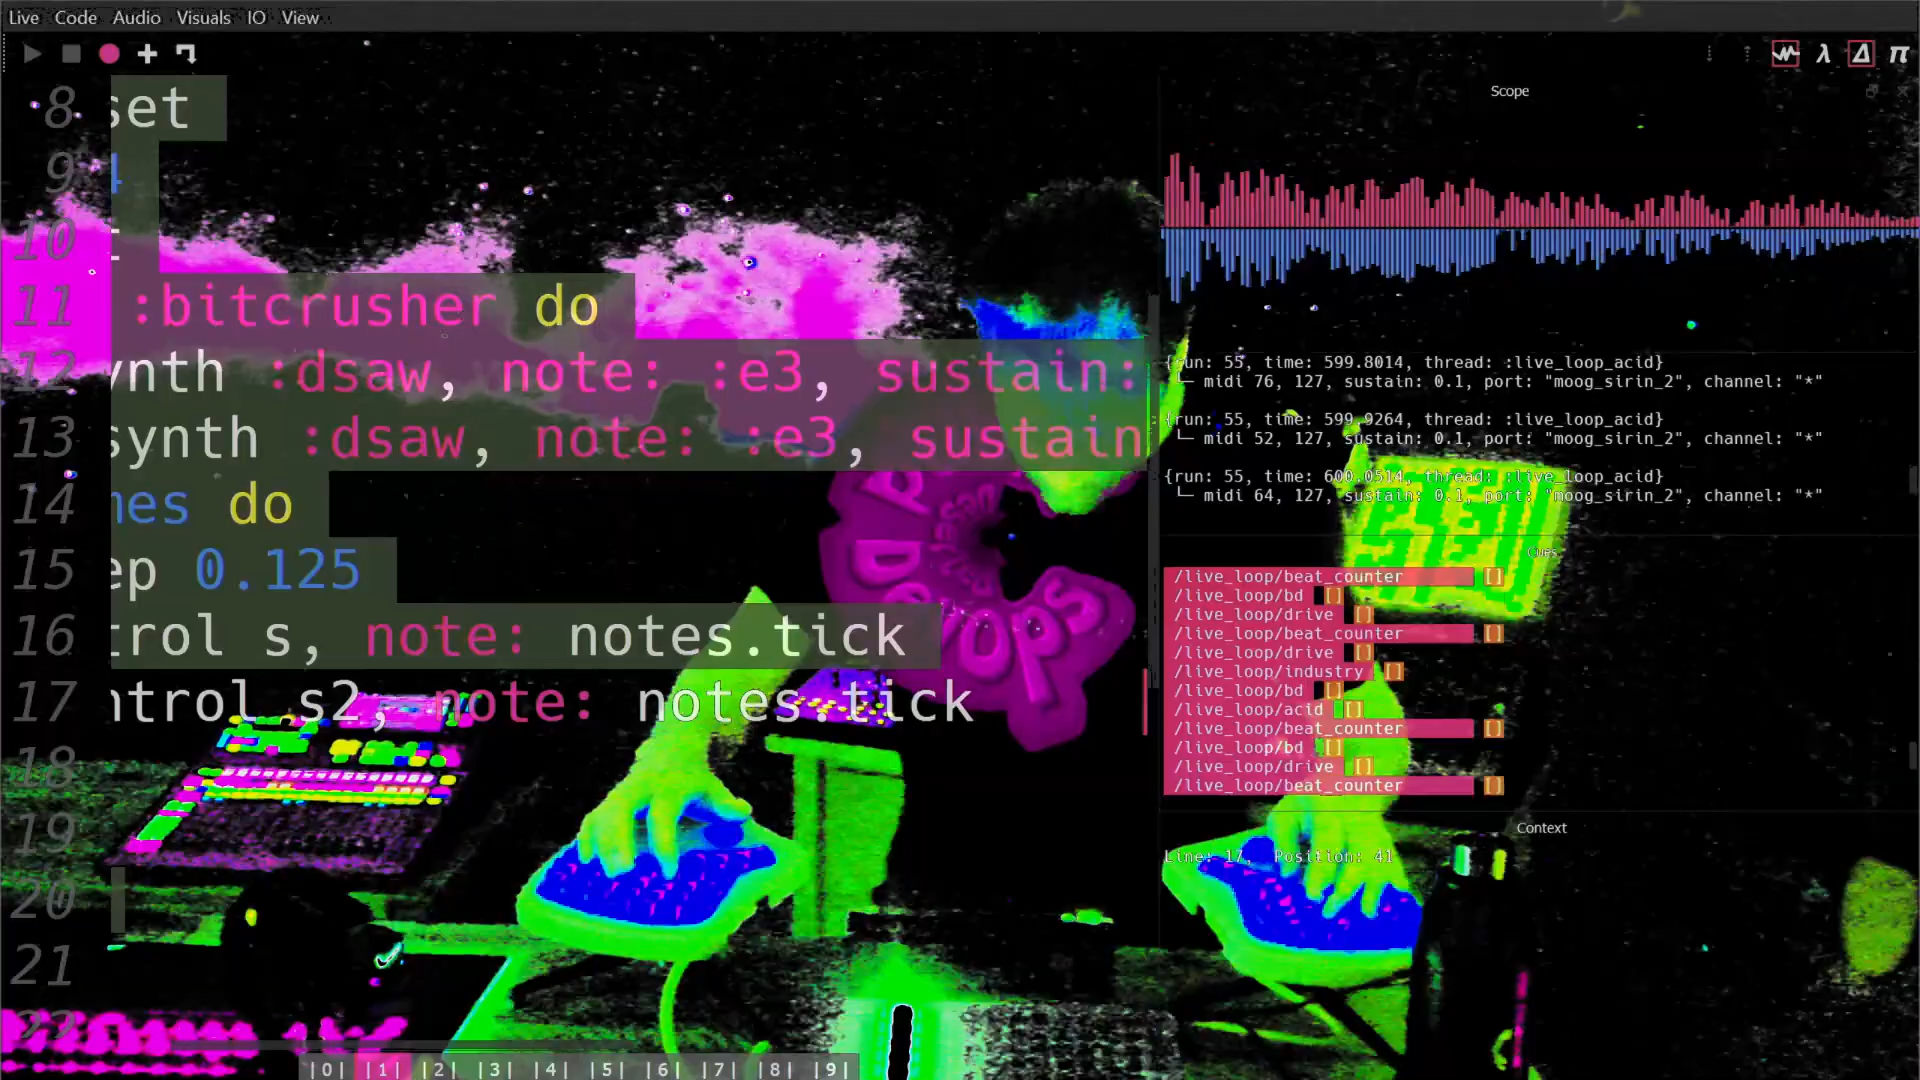 Live Code Audio Visuals IO View
8 set
9 4
10
11 :bitcrusher do
12 ynth :dsaw, note: :e3, sustain:
13 synth :dsaw, note: :e3, sustain
14 mes do
15 ep 0.125
16 trol s, note: notes.tick
17 ntrol s2, note: notes.tick
18
19
20
21
22
|0| |1| |2| |3| |4| |5| |6| |7| |8| |9|
λ Δ π
Scope
{run: 55, time: 599.8014, thread: :live_loop_acid}
└─ midi 76, 127, sustain: 0.1, port: "moog_sirin_2", channel: "*"
{run: 55, time: 599.9264, thread: :live_loop_acid}
└─ midi 52, 127, sustain: 0.1, port: "moog_sirin_2", channel: "*"
{run: 55, time: 600.0514, thread: :live_loop_acid}
└─ midi 64, 127, sustain: 0.1, port: "moog_sirin_2", channel: "*"
Cues
/live_loop/beat_counter []
/live_loop/bd []
/live_loop/drive []
/live_loop/beat_counter []
/live_loop/drive []
/live_loop/industry []
/live_loop/bd []
/live_loop/acid []
/live_loop/beat_counter []
/live_loop/bd []
/live_loop/drive []
/live_loop/beat_counter []
Context
Line: 17, Position: 41